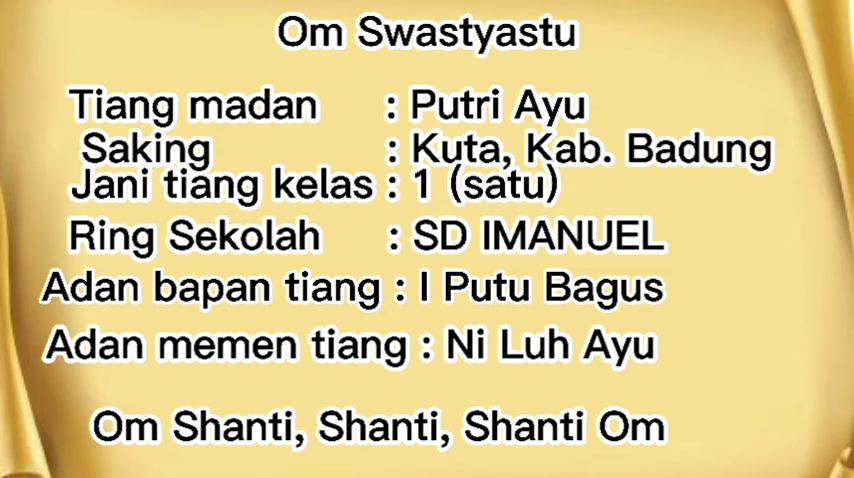 Om Swastyastu
Tiang madan : Putri Ayu
Saking : Kuta, Kab. Badung
Jani tiang kelas : 1 (satu)
Ring Sekolah : SD IMANUEL
Adan bapan tiang : I Putu Bagus
Adan memen tiang : Ni Luh Ayu
Om Shanti, Shanti, Shanti Om